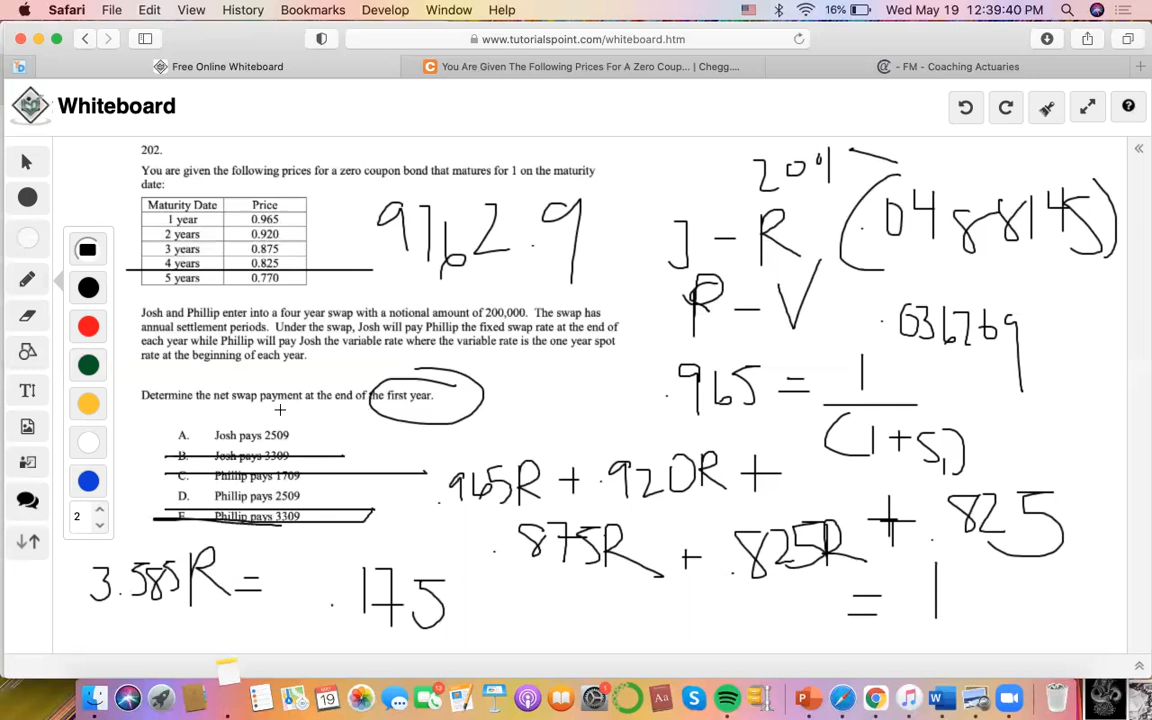 Safari File Edit View History Bookmarks Develop Window Help 16% Wed May 19 12:39:40 PM
www.tutorialspoint.com/whiteboard.htm
Free Online Whiteboard You Are Given The Following Prices For A Zero Coup... | Chegg.... - FM - Coaching Actuaries
Whiteboard
202.
You are given the following prices for a zero coupon bond that matures for 1 on the maturity
date:
Maturity Date Price
1 year 0.965
2 years 0.920
3 years 0.875
4 years 0.825
5 years 0.770
9762.9
J - R (.0488145)
R - V
.036769
Josh and Phillip enter into a four year swap with a notional amount of 200,000. The swap has
annual settlement periods. Under the swap, Josh will pay Phillip the fixed swap rate at the end of
each year while Phillip will pay Josh the variable rate where the variable rate is the one year spot
rate at the beginning of each year.
.965 = 1 / (1+s1)
Determine the net swap payment at the end of the first year.
A. Josh pays 2509
B. Josh pays 3309
C. Phillip pays 1709
D. Phillip pays 2509
E. Phillip pays 3309
.965R + .920R +
.875R + .825R + .825
= 1
3.585R = .175
TI
2